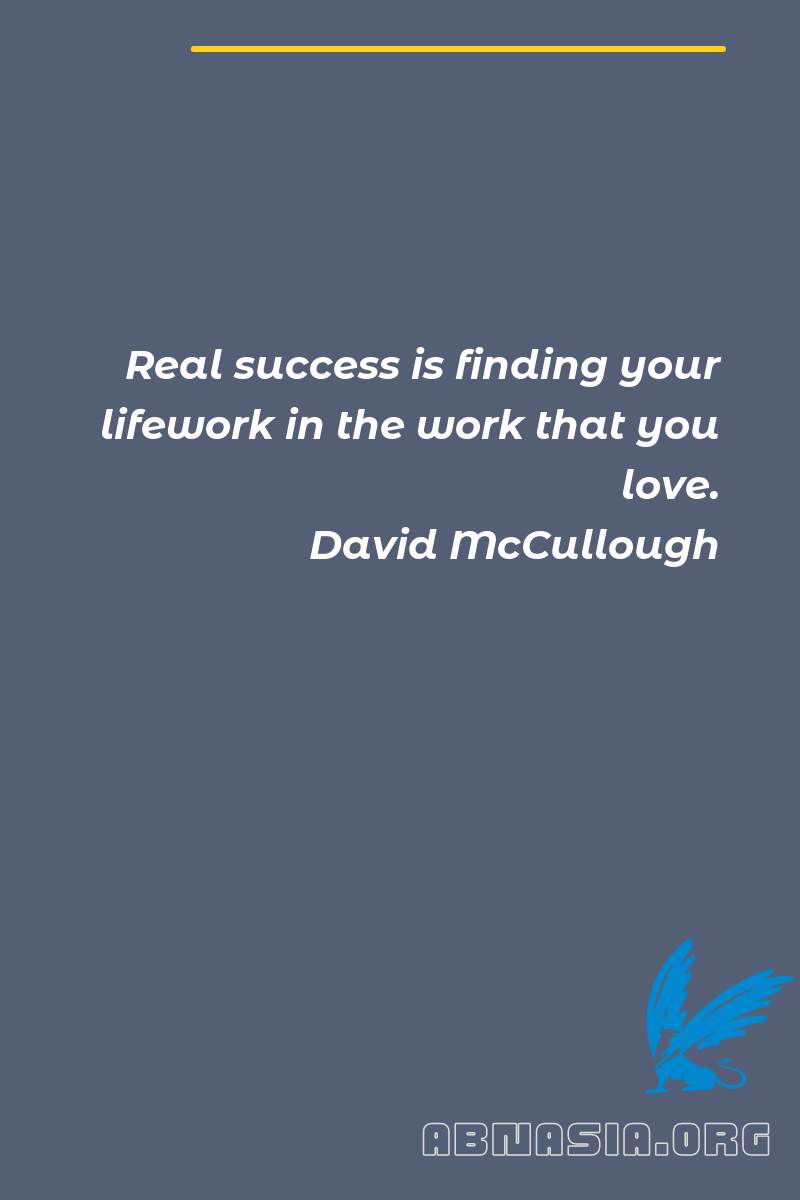 Real success is finding your
lifework in the work that you
love.
David McCullough
ABNASIA.ORG